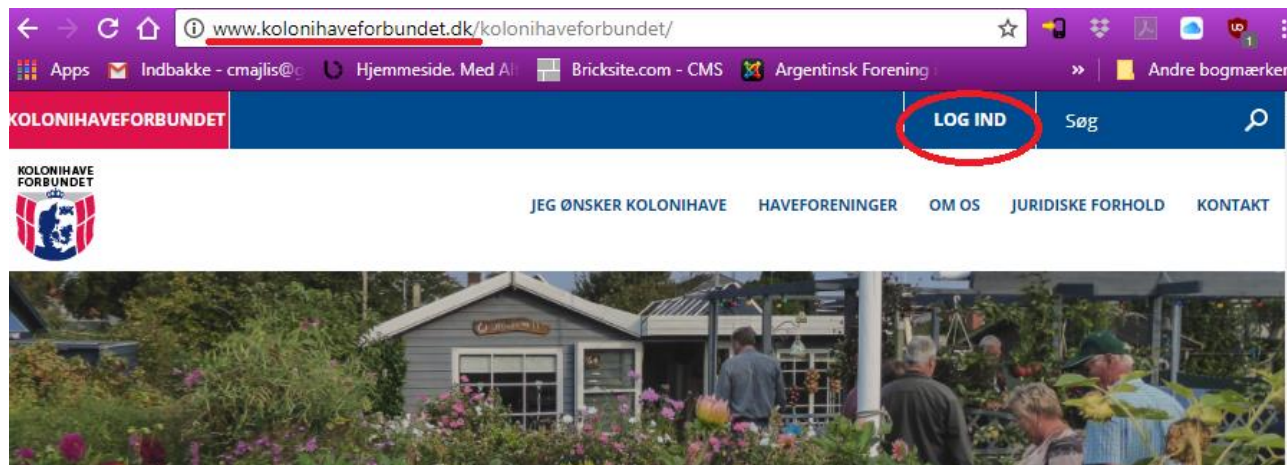 www.kolonihaveforbundet.dk/kolonihaveforbundet/
Apps Indbakke - cmajlis@g Hjemmeside. Med Al Bricksite.com - CMS Argentinsk Forening » Andre bogmærker
KOLONIHAVEFORBUNDET LOG IND Søg
KOLONIHAVE
FORBUNDET
JEG ØNSKER KOLONIHAVE HAVEFORENINGER OM OS JURIDISKE FORHOLD KONTAKT